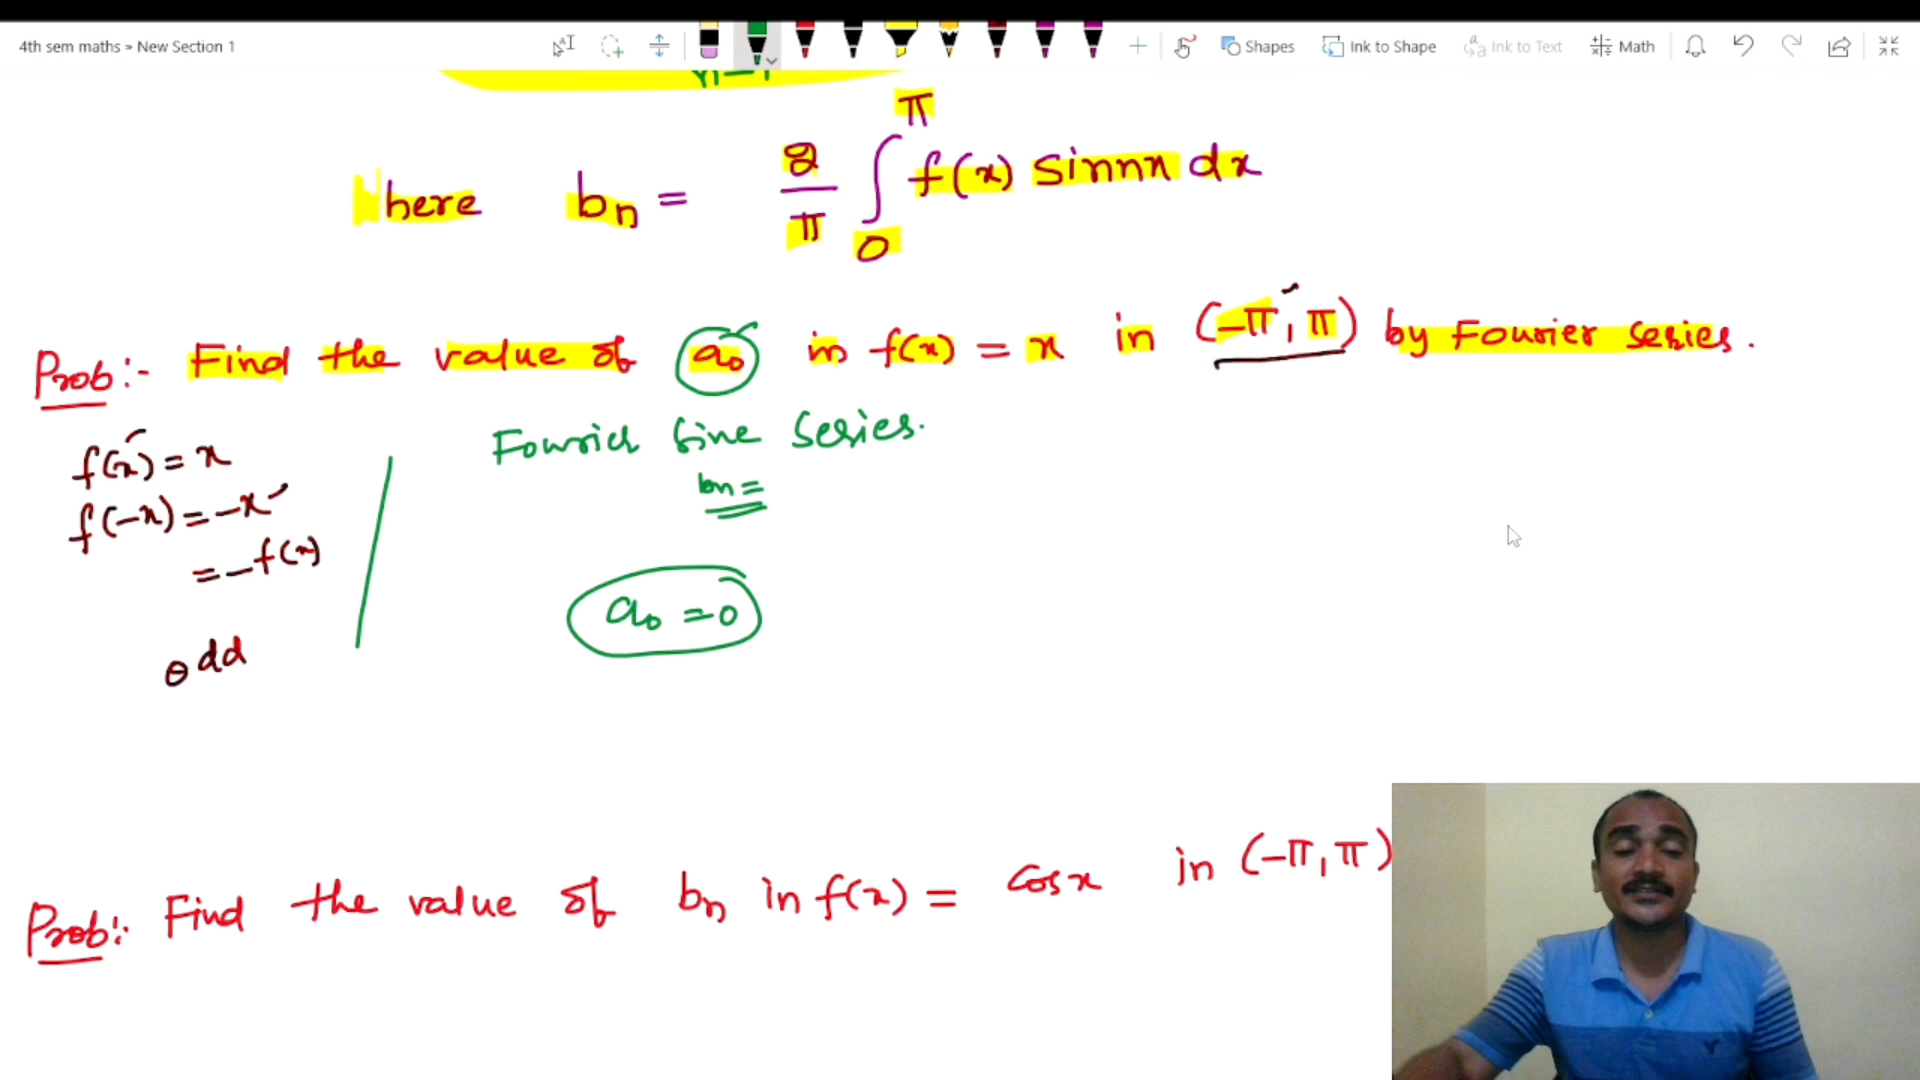 4th sem maths » New Section 1
Shapes Ink to Shape Ink to Text Math
n=1
Where bn = 2/π ∫0^π f(x) sinnx dx
Prob:- Find the value of a0 in f(x) = x in (-π, π) by Fourier Series.
f(x) = x
f(-x) = -x
= -f(x)
odd
Fourier Sine Series.
bn =
a0 = 0
Prob:- Find the value of bn in f(x) = cosx in (-π, π)